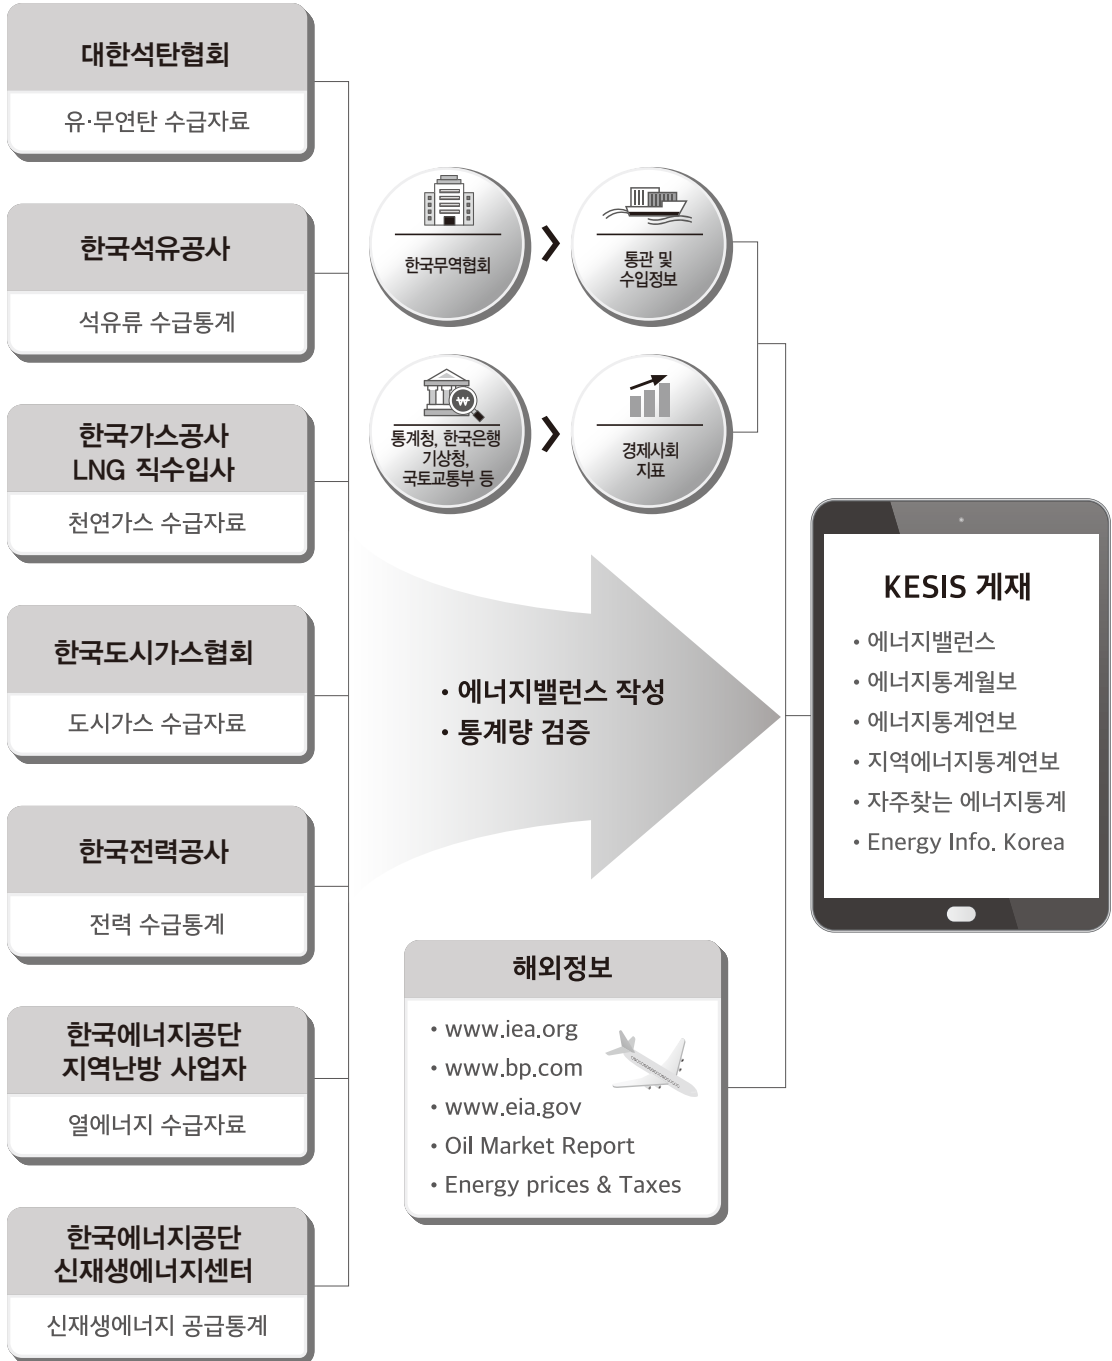 대한석탄협회
유·무연탄 수급자료
한국석유공사
석유류 수급통계
한국가스공사
LNG 직수입사
천연가스 수급자료
한국도시가스협회
도시가스 수급자료
한국전력공사
전력 수급통계
한국에너지공단
지역난방 사업자
열에너지 수급자료
한국에너지공단
신재생에너지센터
신재생에너지 공급통계
한국무역협회
통관 및
수입정보
₩
통계청, 한국은행
기상청,
국토교통부 등
경제사회
지표
• 에너지밸런스 작성
• 통계량 검증
해외정보
• www.iea.org
• www.bp.com
• www.eia.gov
• Oil Market Report
• Energy prices & Taxes
KESIS 게재
• 에너지밸런스
• 에너지통계월보
• 에너지통계연보
• 지역에너지통계연보
• 자주찾는 에너지통계
• Energy Info. Korea